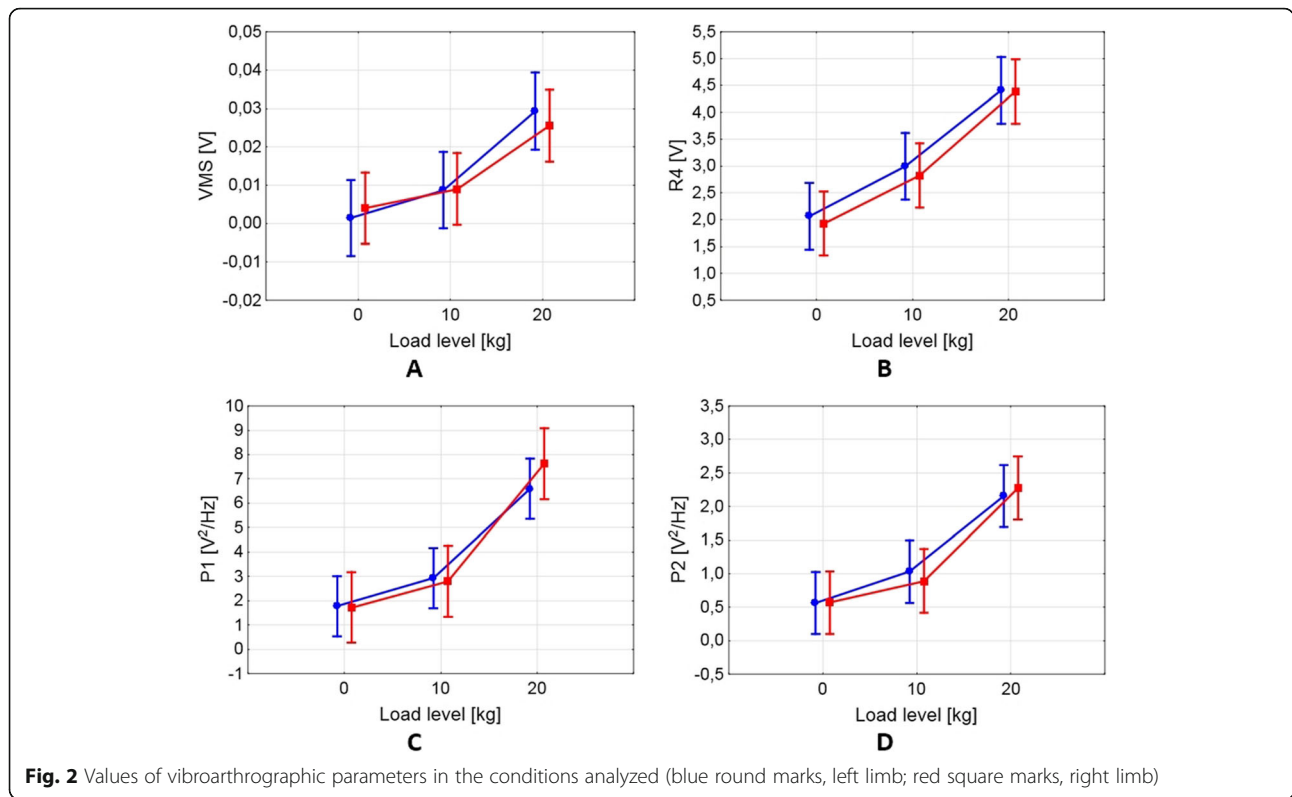 0,05
0,04
0,03
0,02
0,01
0,00
-0,01
-0,02
VMS [V]
0 10 20
Load level [kg]
A
5,5
5,0
4,5
4,0
3,5
3,0
2,5
2,0
1,5
1,0
0,5
R4 [V]
0 10 20
Load level [kg]
B
10
9
8
7
6
5
4
3
2
1
0
-1
P1 [V²/Hz]
0 10 20
Load level [kg]
C
3,5
3,0
2,5
2,0
1,5
1,0
0,5
0,0
-0,5
P2 [V²/Hz]
0 10 20
Load level [kg]
D
Fig. 2 Values of vibroarthrographic parameters in the conditions analyzed (blue round marks, left limb; red square marks, right limb)